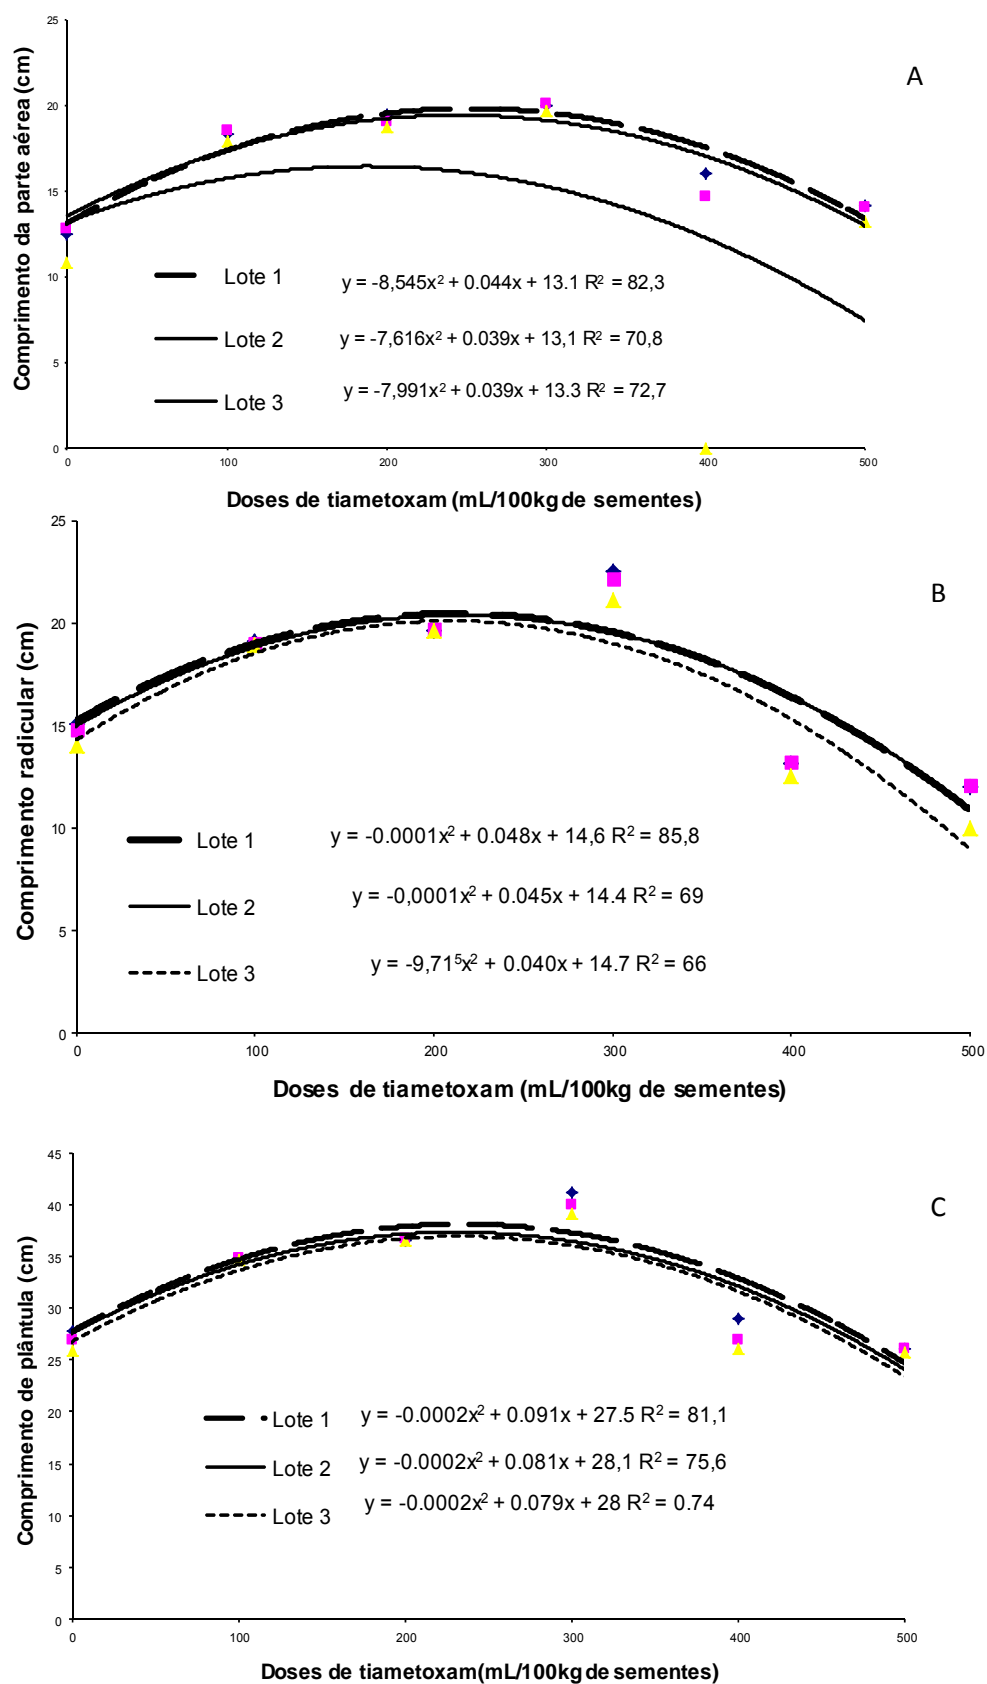 25
A
20
15
10
5
0
Comprimento da parte aérea (cm)
Lote 1 y = -8,545x² + 0.044x + 13.1 R² = 82,3
Lote 2 y = -7,616x² + 0.039x + 13,1 R² = 70,8
Lote 3 y = -7,991x² + 0.039x + 13.3 R² = 72,7
0 100 200 300 400 500
Doses de tiametoxam (mL/100kg de sementes)
25
B
20
15
10
5
0
Comprimento radicular (cm)
Lote 1 y = -0.0001x² + 0.048x + 14,6 R² = 85,8
Lote 2 y = -0,0001x² + 0.045x + 14.4 R² = 69
Lote 3 y = -9,71⁵x² + 0.040x + 14.7 R² = 66
0 100 200 300 400 500
Doses de tiametoxam (mL/100kg de sementes)
45
40
C
35
30
25
20
15
10
5
0
Comprimento de plântula (cm)
Lote 1 y = -0.0002x² + 0.091x + 27.5 R² = 81,1
Lote 2 y = -0.0002x² + 0.081x + 28,1 R² = 75,6
Lote 3 y = -0.0002x² + 0.079x + 28 R² = 0.74
0 100 200 300 400 500
Doses de tiametoxam(mL/100kg de sementes)